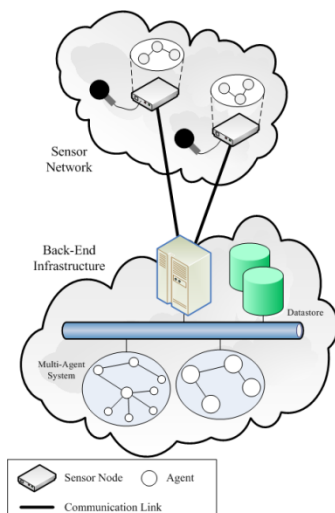 Sensor
Network
Back-End
Infrastructure
Datastore
Multi-Agent
System
Sensor Node
Agent
Communication Link